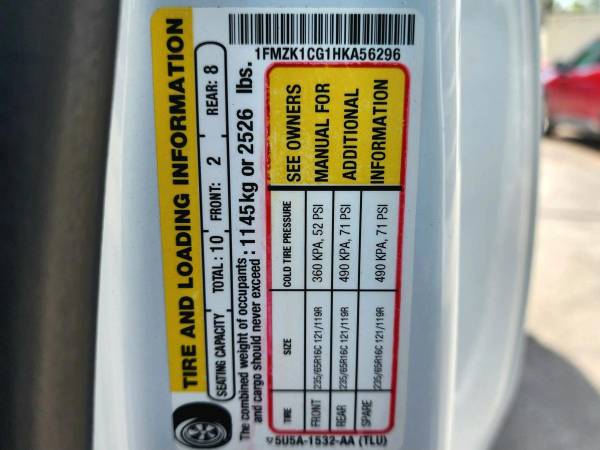 TIRE AND LOADING INFORMATION
SEATING CAPACITY TOTAL: 10 FRONT: 2 REAR: 8
The combined weight of occupants
and cargo should never exceed : 1145kg or 2526 lbs.
TIRE SIZE COLD TIRE PRESSURE
FRONT 235/65R16C 121/119R 360 KPA, 52 PSI
REAR 235/65R16C 121/119R 490 KPA, 71 PSI
SPARE 235/65R16C 121/119R 490 KPA, 71 PSI
SEE OWNERS
MANUAL FOR
ADDITIONAL
INFORMATION
5U5A-1532-AA (TLU)
1FMZK1CG1HKA56296